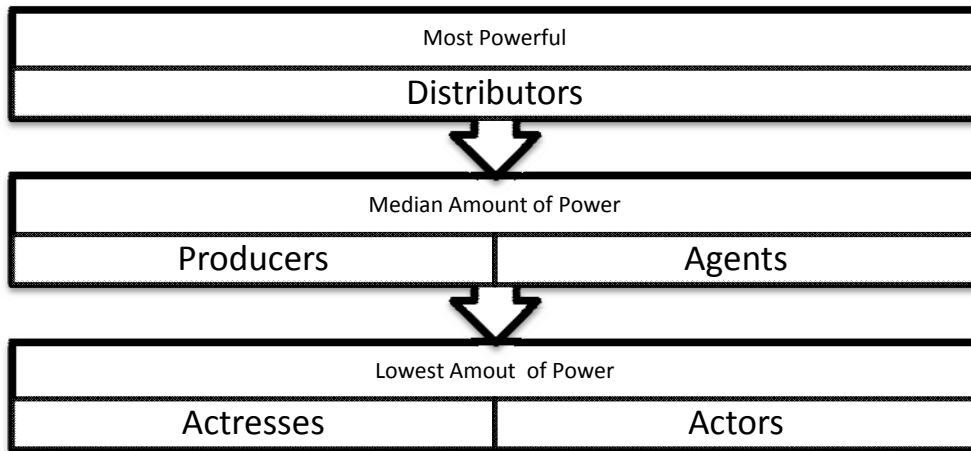 Most Powerful
Distributors
Median Amount of Power
Producers
Agents
Lowest Amout of Power
Actresses
Actors